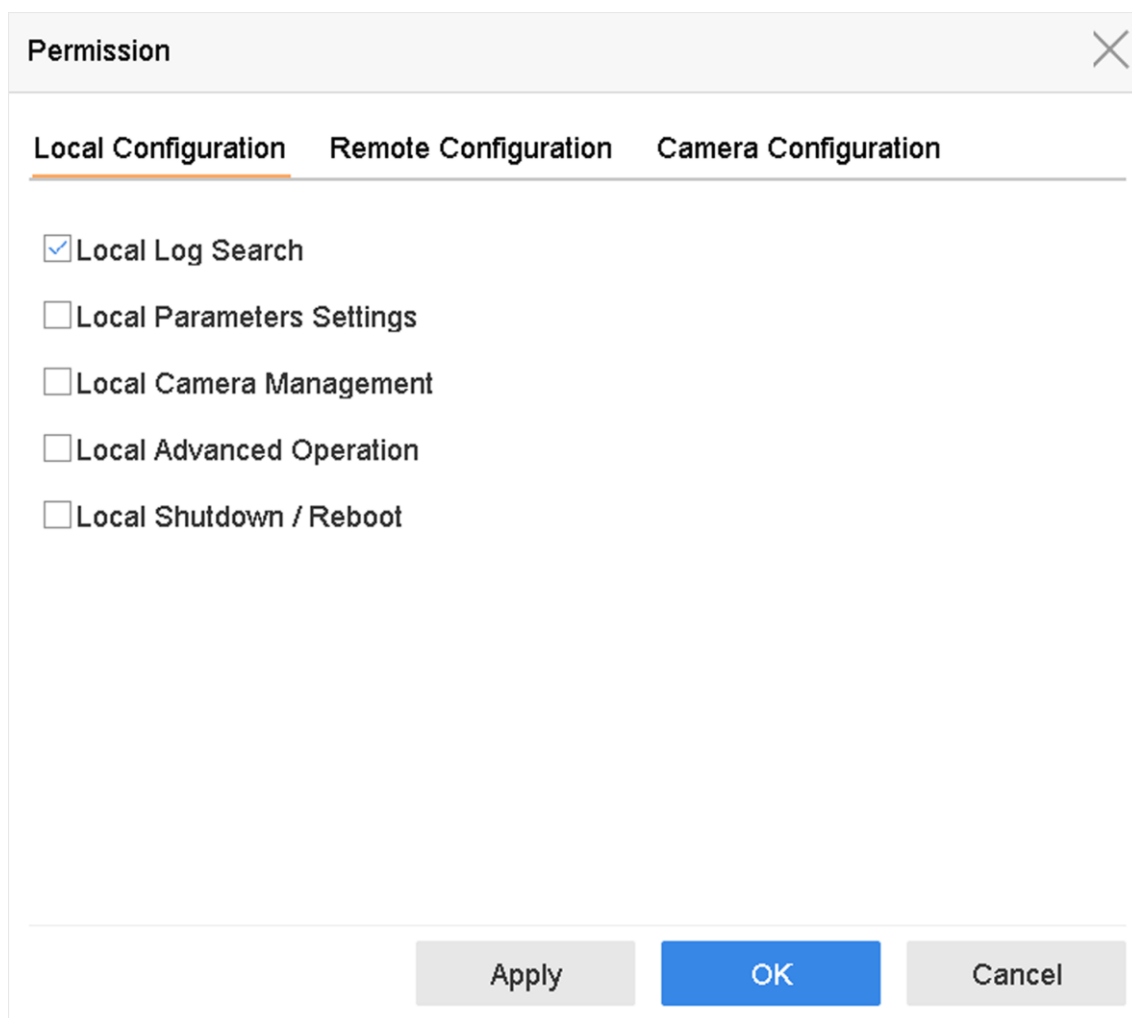 Permission
Local Configuration Remote Configuration Camera Configuration
Local Log Search
Local Parameters Settings
Local Camera Management
Local Advanced Operation
Local Shutdown / Reboot
Apply OK Cancel